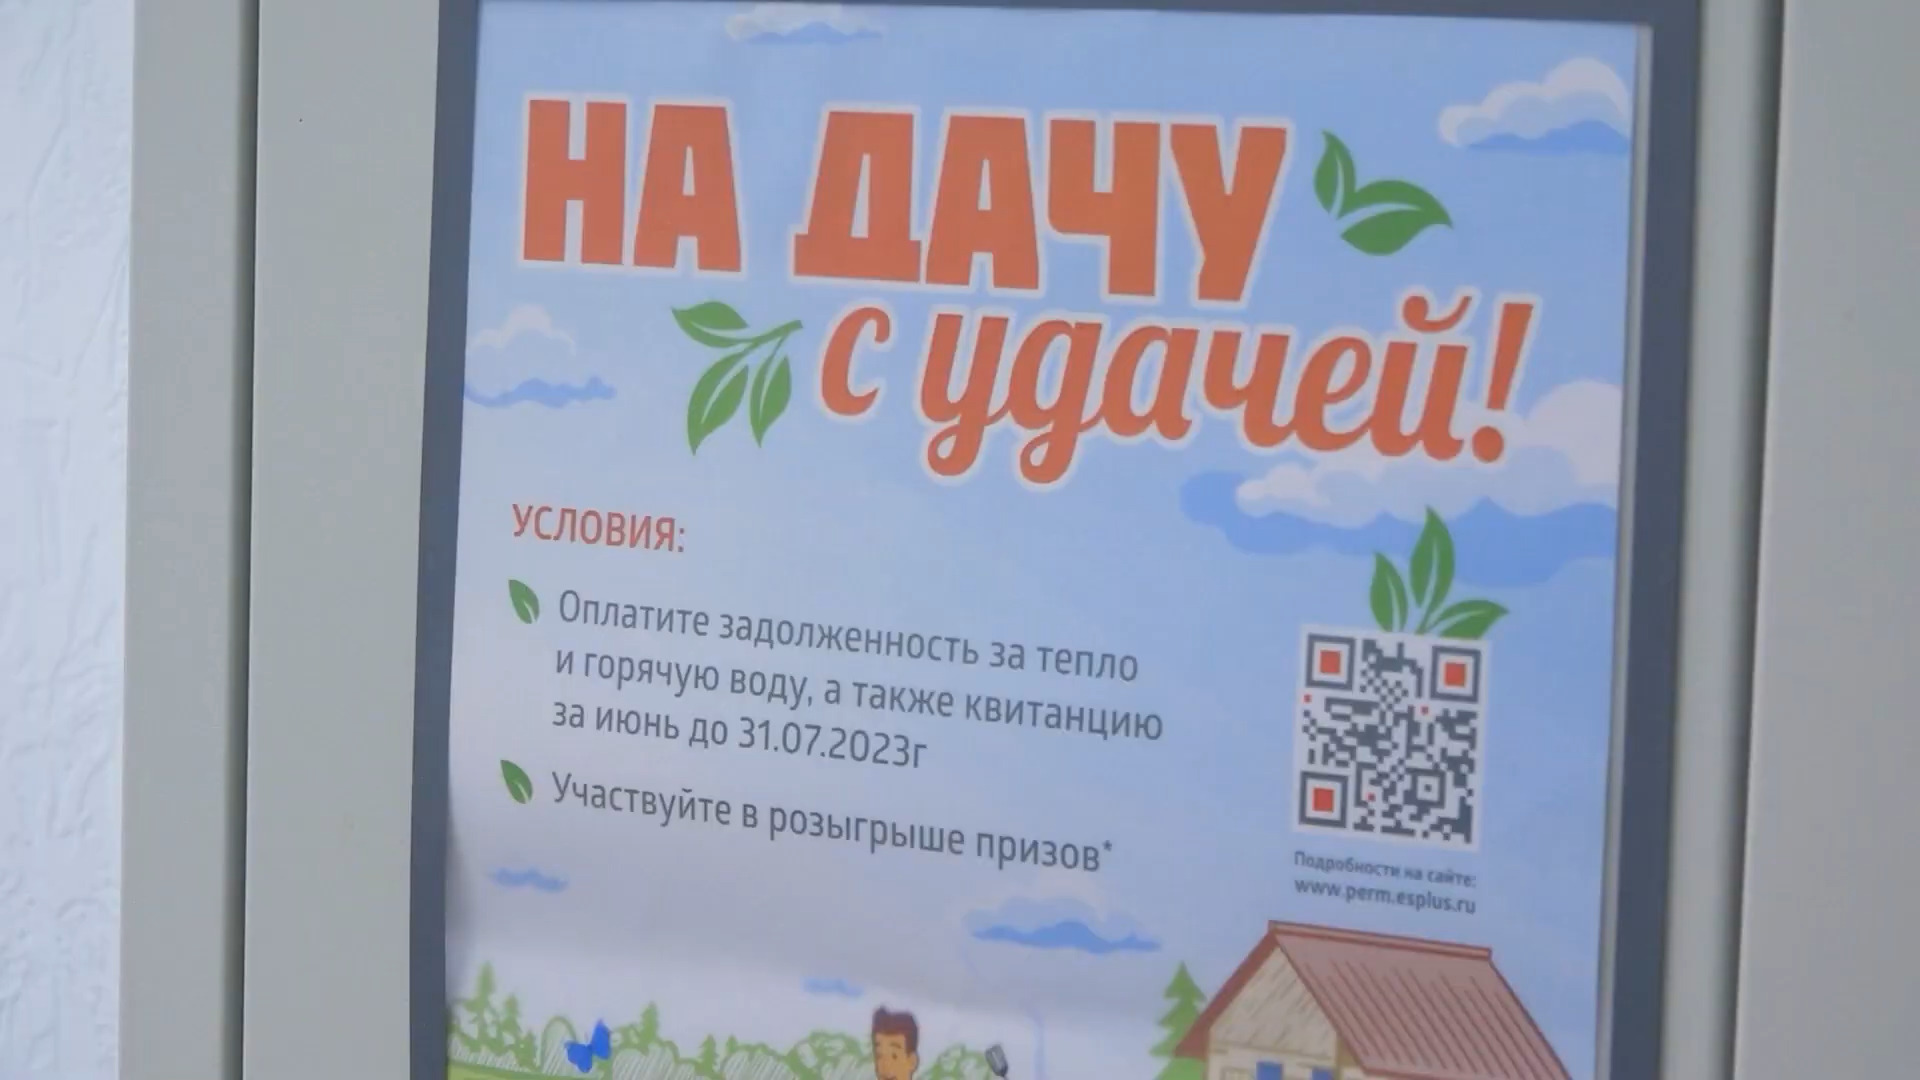 НА ДАЧУ
с удачей!
УСЛОВИЯ:
Оплатите задолженность за тепло
и горячую воду, а также квитанцию
за июнь до 31.07.2023г
Участвуйте в розыгрыше призов*
Подробности на сайте:
www.perm.esplus.ru